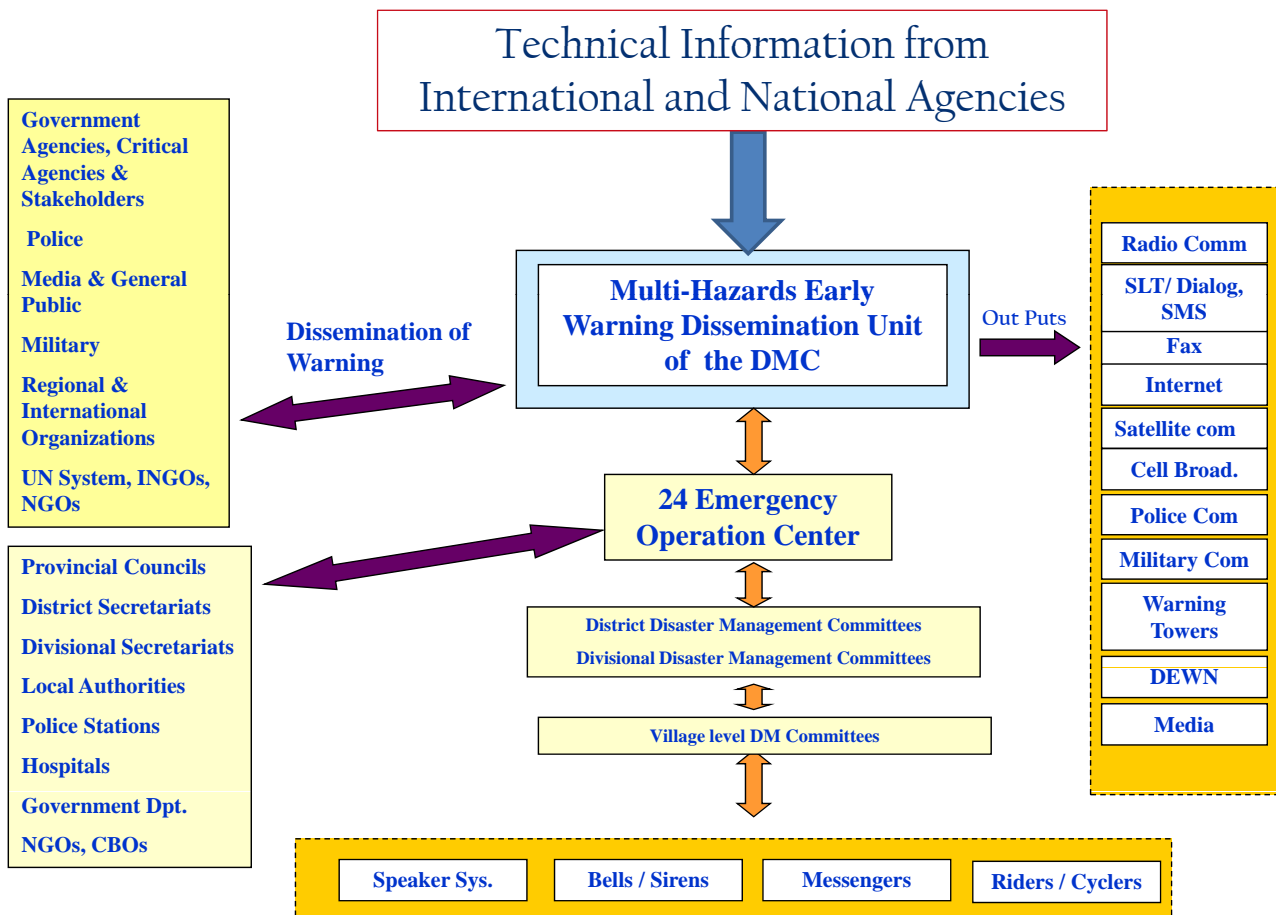 Technical Information from
International and National Agencies
Government
Agencies, Critical
Agencies &
Stakeholders
Police
Media & General
Public
Military
Regional &
International
Organizations
UN System, INGOs,
NGOs
Dissemination of
Warning
Multi-Hazards Early
Warning Dissemination Unit
of the DMC
Out Puts
Radio Comm
SLT/ Dialog,
SMS
Fax
Internet
Satellite com
Cell Broad.
Police Com
Military Com
Warning
Towers
DEWN
Media
24 Emergency
Operation Center
Provincial Councils
District Secretariats
Divisional Secretariats
Local Authorities
Police Stations
Hospitals
Government Dpt.
NGOs, CBOs
District Disaster Management Committees
Divisional Disaster Management Committees
Village level DM Committees
Speaker Sys.
Bells / Sirens
Messengers
Riders / Cyclers